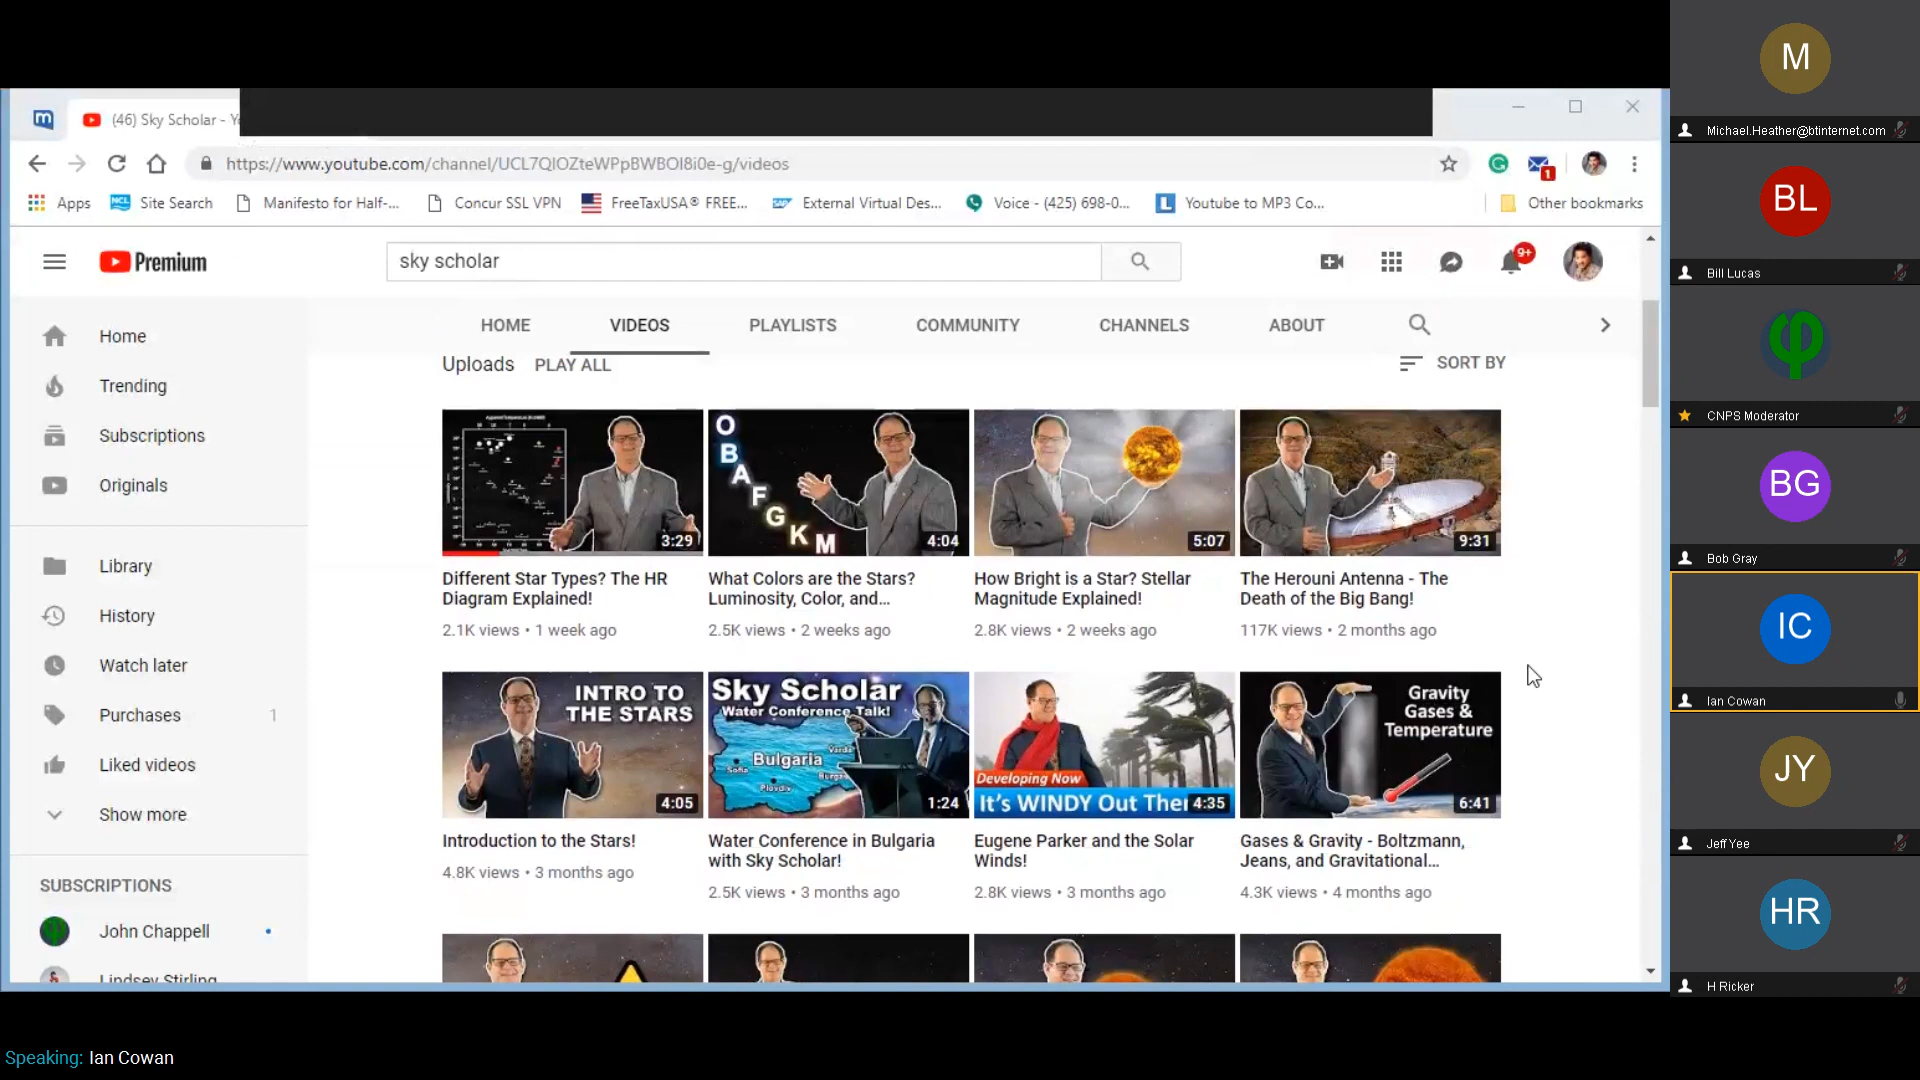 (46) Sky Scholar - Yo
https://www.youtube.com/channel/UCL7QlOZteWPpBWBOl8i0e-g/videos
1
Apps
Site Search
Manifesto for Half-...
Concur SSL VPN
FreeTaxUSA® FREE...
External Virtual Des...
Voice - (425) 698-0...
Youtube to MP3 Co...
Other bookmarks
Premium
sky scholar
9+
Home
Trending
Subscriptions
Originals
Library
History
Watch later
Purchases 1
Liked videos
Show more
SUBSCRIPTIONS
John Chappell
Lindsey Stirling
HOME VIDEOS PLAYLISTS COMMUNITY CHANNELS ABOUT
Uploads PLAY ALL SORT BY
3:29
Different Star Types? The HR
Diagram Explained!
2.1K views • 1 week ago
O
B
A
F
G
K
M
4:04
What Colors are the Stars?
Luminosity, Color, and...
2.5K views • 2 weeks ago
5:07
How Bright is a Star? Stellar
Magnitude Explained!
2.8K views • 2 weeks ago
9:31
The Herouni Antenna - The
Death of the Big Bang!
117K views • 2 months ago
INTRO TO
THE STARS
4:05
Introduction to the Stars!
4.8K views • 3 months ago
Sky Scholar
Water Conference Talk!
Bulgaria
Varda
Sofia
Burgas
Plovdiv
1:24
Water Conference in Bulgaria
with Sky Scholar!
2.5K views • 3 months ago
Developing Now
It's WINDY Out Ther
4:35
Eugene Parker and the Solar
Winds!
2.8K views • 3 months ago
Gravity
Gases &
Temperature
6:41
Gases & Gravity - Boltzmann,
Jeans, and Gravitational...
4.3K views • 4 months ago
M
Michael.Heather@btinternet.com
BL
Bill Lucas
CNPS Moderator
BG
Bob Gray
IC
Ian Cowan
JY
Jeff Yee
HR
H Ricker
Speaking: Ian Cowan